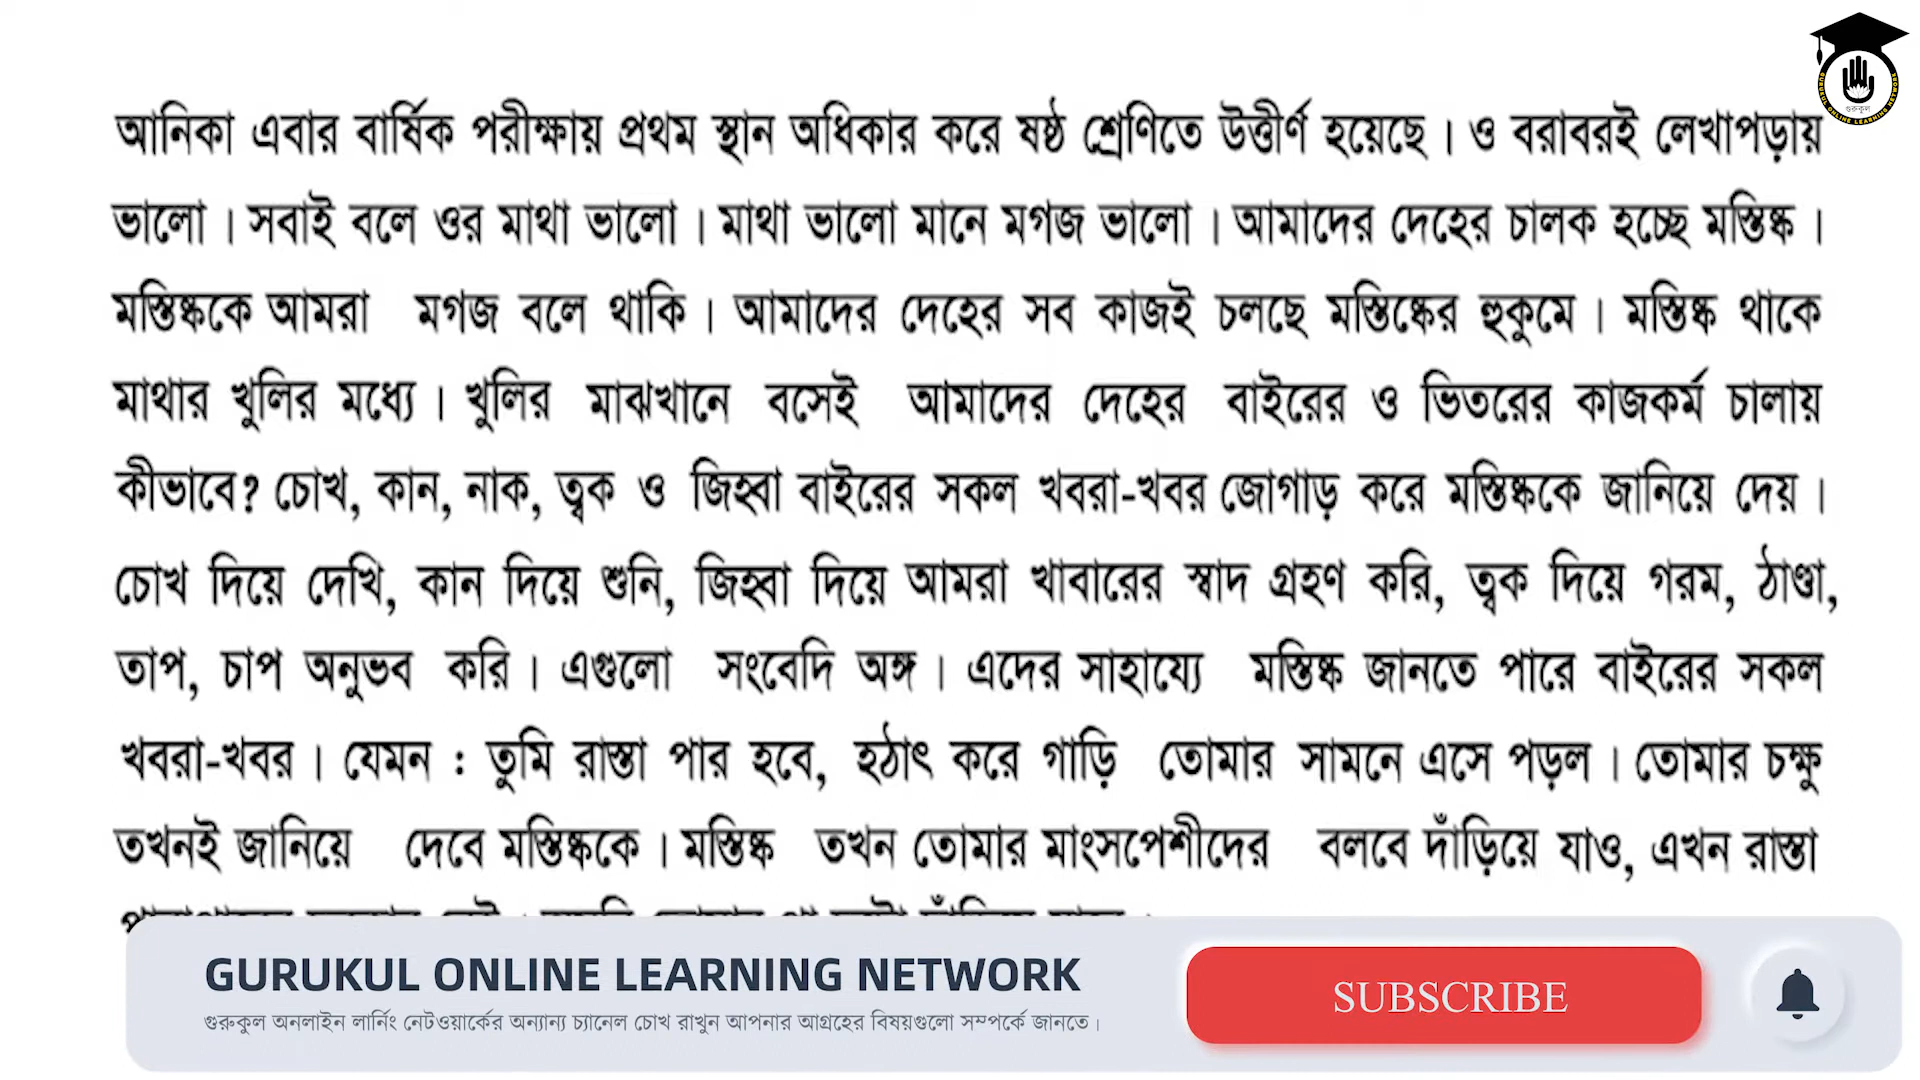 আনিকা এবার বার্ষিক পরীক্ষায় প্রথম স্থান অধিকার করে ষষ্ঠ শ্রেণিতে উত্তীর্ণ হয়েছে। ও বরাবরই লেখাপড়ায়
ভালো। সবাই বলে ওর মাথা ভালো। মাথা ভালো মানে মগজ ভালো। আমাদের দেহের চালক হচ্ছে মস্তিষ্ক।
মস্তিষ্ককে আমরা মগজ বলে থাকি। আমাদের দেহের সব কাজই চলছে মস্তিষ্কের হুকুমে। মস্তিষ্ক থাকে
মাথার খুলির মধ্যে। খুলির মাঝখানে বসেই আমাদের দেহের বাইরের ও ভিতরের কাজকর্ম চালায়
কীভাবে? চোখ, কান, নাক, ত্বক ও জিহ্বা বাইরের সকল খবরা-খবর জোগাড় করে মস্তিষ্ককে জানিয়ে দেয়।
চোখ দিয়ে দেখি, কান দিয়ে শুনি, জিহ্বা দিয়ে আমরা খাবারের স্বাদ গ্রহণ করি, ত্বক দিয়ে গরম, ঠাণ্ডা,
তাপ, চাপ অনুভব করি। এগুলো সংবেদি অঙ্গ। এদের সাহায্যে মস্তিষ্ক জানতে পারে বাইরের সকল
খবরা-খবর। যেমন : তুমি রাস্তা পার হবে, হঠাৎ করে গাড়ি তোমার সামনে এসে পড়ল। তোমার চক্ষু
তখনই জানিয়ে দেবে মস্তিষ্ককে। মস্তিষ্ক তখন তোমার মাংসপেশীদের বলবে দাঁড়িয়ে যাও, এখন রাস্তা
GURUKUL ONLINE LEARNING NETWORK
গুরুকুল অনলাইন লার্নিং নেটওয়ার্কের অন্যান্য চ্যানেল চোখ রাখুন আপনার আগ্রহের বিষয়গুলো সম্পর্কে জানতে।
SUBSCRIBE
গুরুকুল
GURUKUL ONLINE LEARNING NETWORK